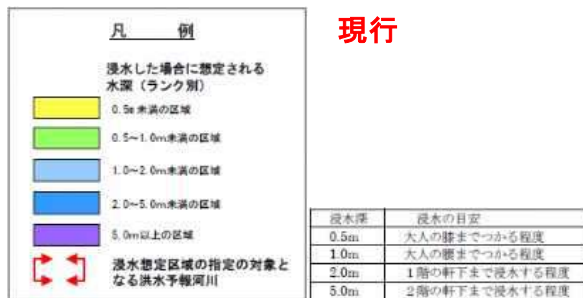 凡 例
現行
浸水した場合に想定される
水深（ランク別）
0.5m未満の区域
0.5～1.0m未満の区域
1.0～2.0m未満の区域
2.0～5.0m未満の区域
5.0m以上の区域
浸水想定区域の指定の対象と
なる洪水予報河川
浸水深 浸水の目安
0.5m 大人の膝までつかる程度
1.0m 大人の腰までつかる程度
2.0m 1階の軒下まで浸水する程度
5.0m 2階の軒下まで浸水する程度